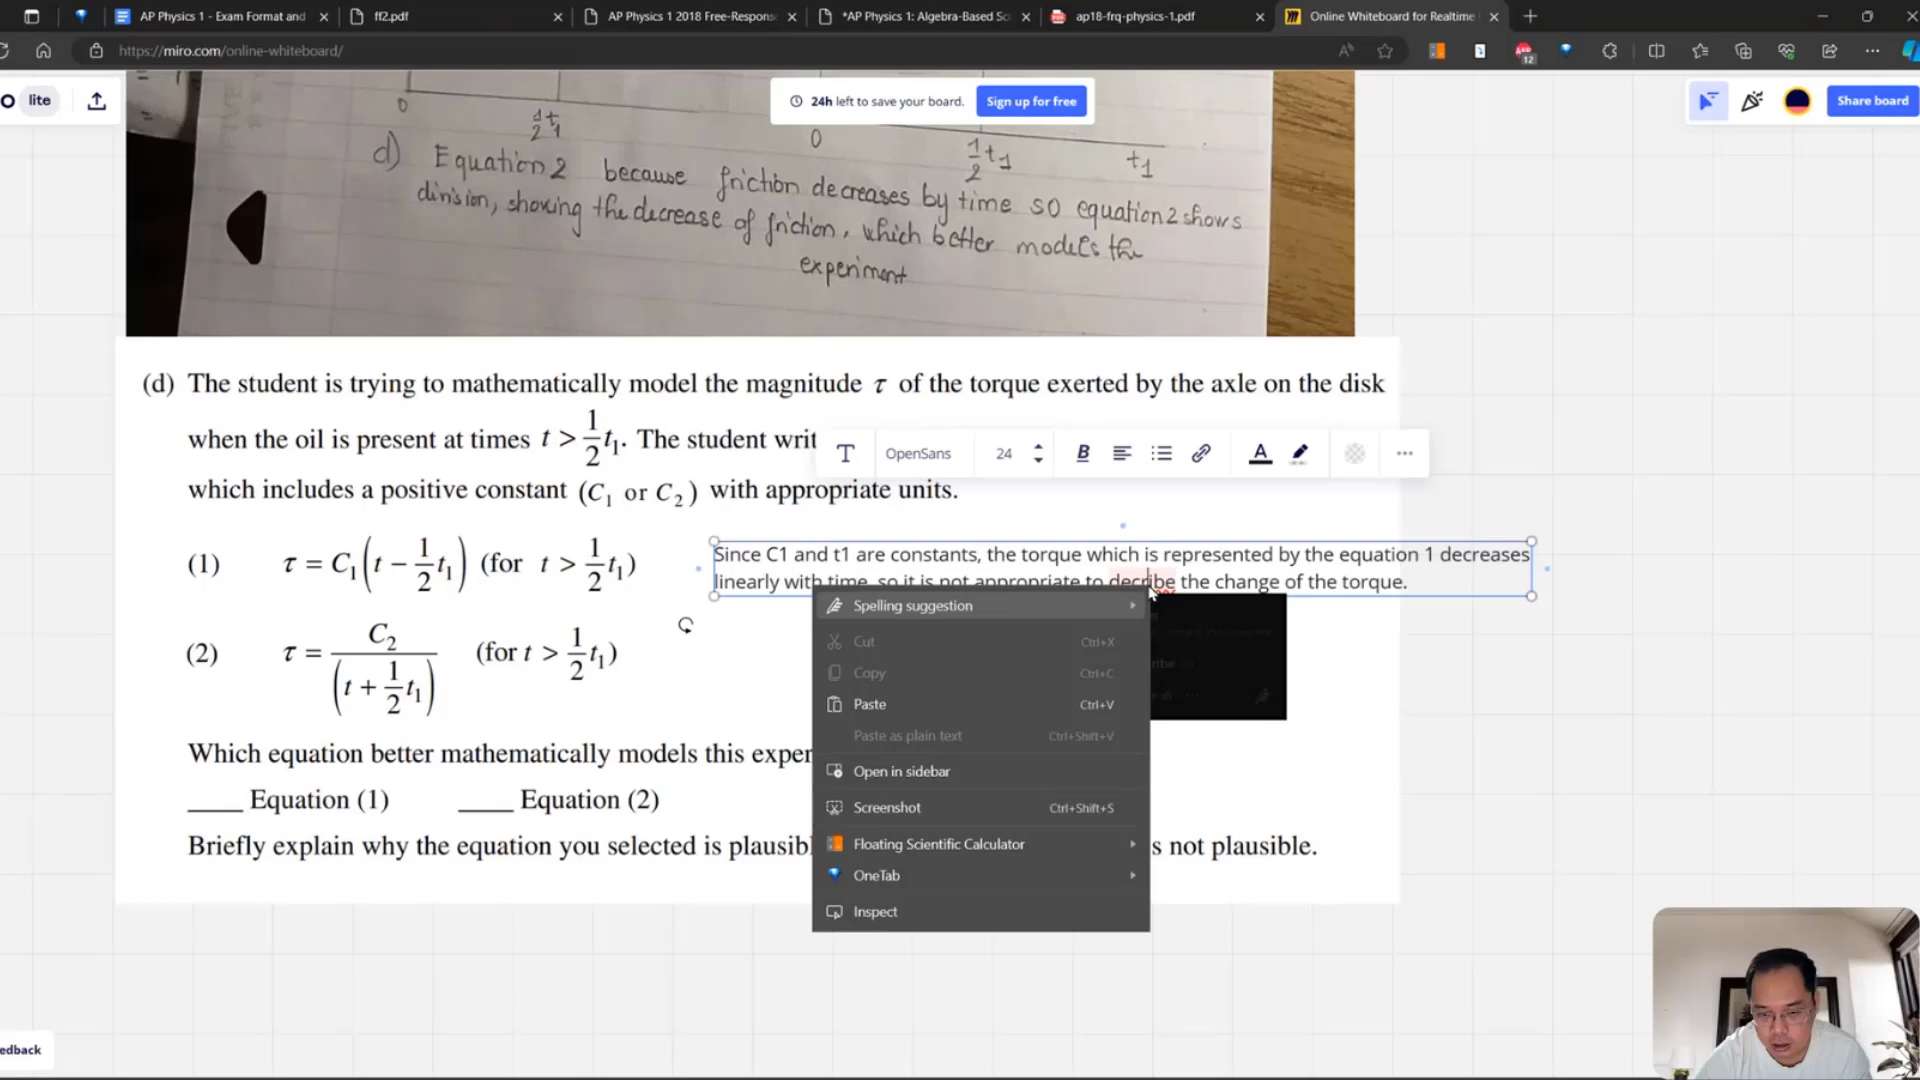 AP Physics 1 - Exam Format and
ff2.pdf
AP Physics 1 2018 Free-Respons
*AP Physics 1: Algebra-Based Sc
ap18-frq-physics-1.pdf
Online Whiteboard for Realtime
https://miro.com/online-whiteboard/
12
lite
24h left to save your board.
Sign up for free
Share board
0
1/2 t1
0
1/2 t1
t1
d) Equation 2 because friction decreases by time so equation 2 shows
division, showing the decrease of friction, which better models the
experiment
(d) The student is trying to mathematically model the magnitude τ of the torque exerted by the axle on the disk
when the oil is present at times t > 1/2 t₁. The student writ
OpenSans
24
B
A
which includes a positive constant (C₁ or C₂) with appropriate units.
(1) τ = C₁(t − 1/2 t₁) (for t > 1/2 t₁)
Since C1 and t1 are constants, the torque which is represented by the equation 1 decreases
linearly with time, so it is not appropriate to decribe the change of the torque.
(2) τ = C₂/(t + 1/2 t₁) (for t > 1/2 t₁)
Spelling suggestion
Cut Ctrl+X
Copy Ctrl+C
Paste Ctrl+V
Paste as plain text Ctrl+Shift+V
Open in sidebar
Screenshot Ctrl+Shift+S
Floating Scientific Calculator
OneTab
Inspect
Which equation better mathematically models this exper
____ Equation (1) ____ Equation (2)
Briefly explain why the equation you selected is plausibl
s not plausible.
edback